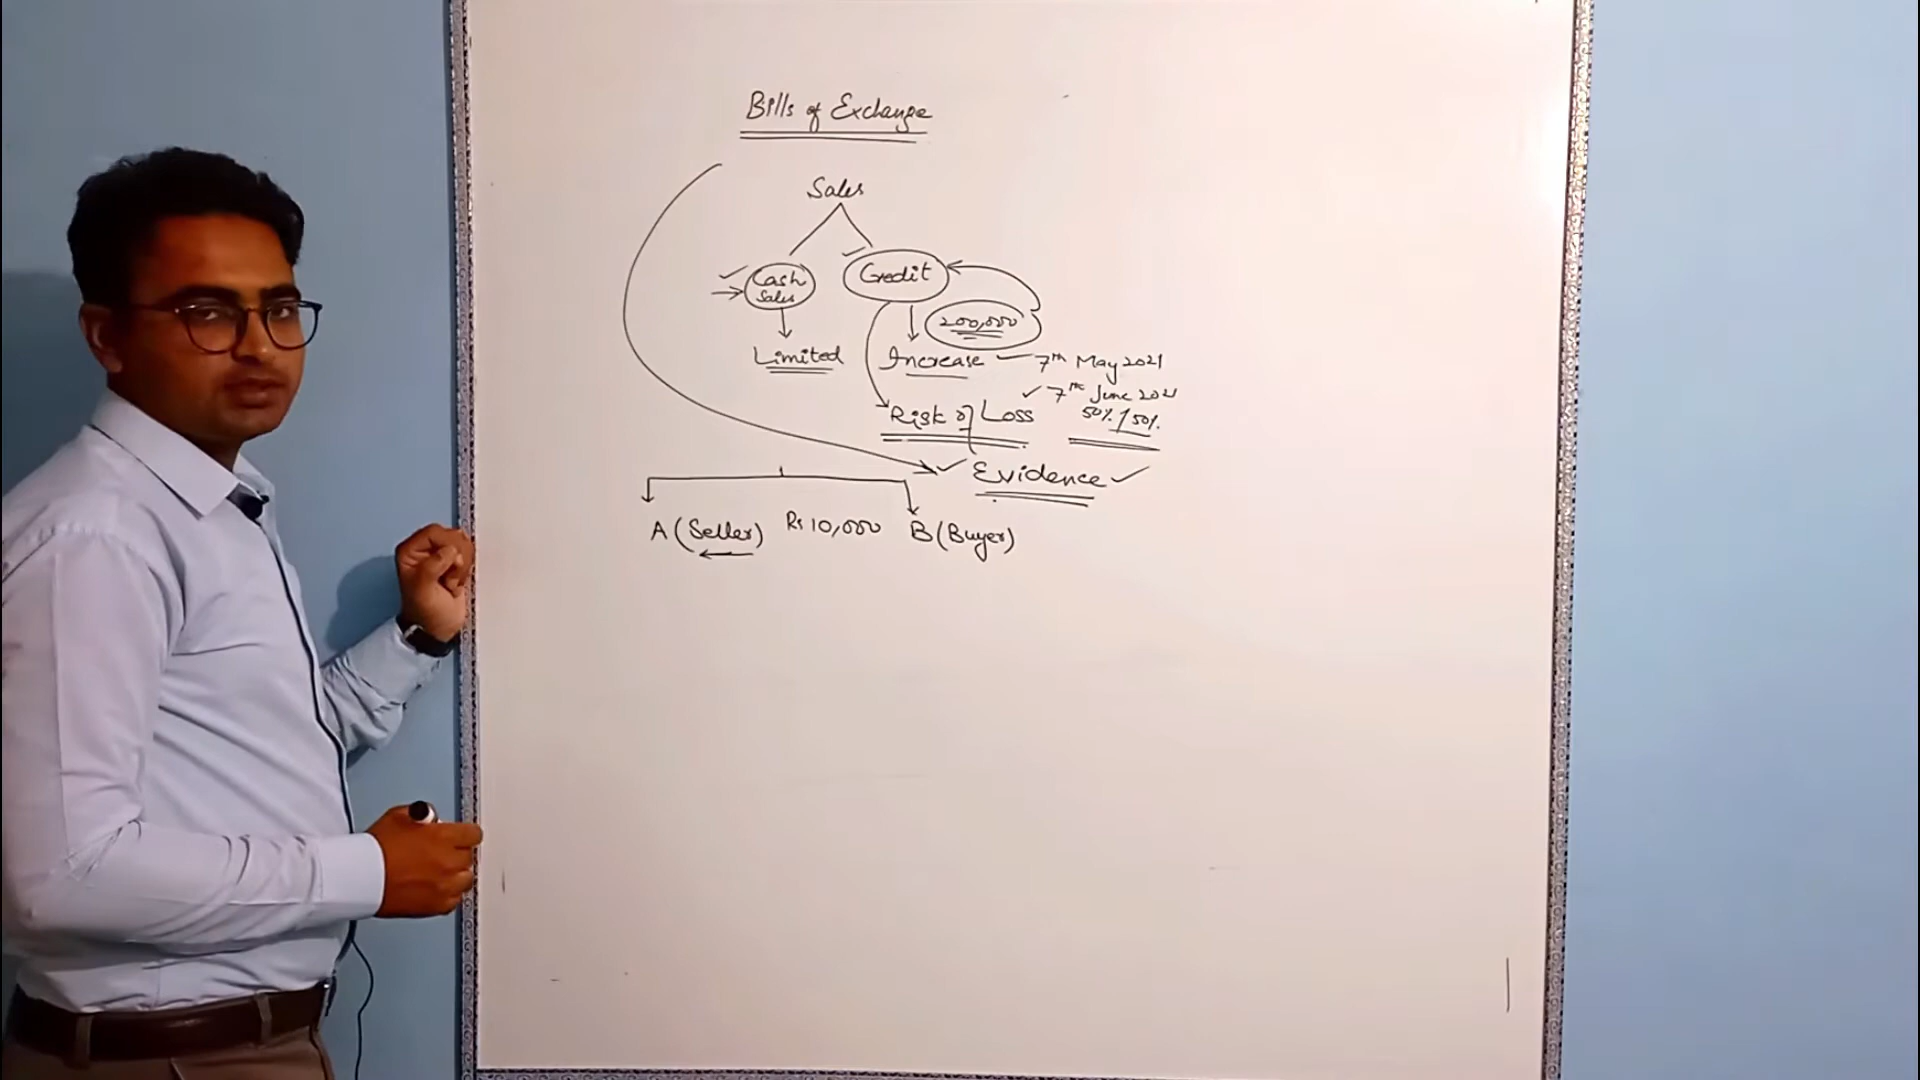 Bills of Exchange
Sales
Cash Sales
Credit
200,000
Limited
Increase
7th May 2021
7th June 2021
Risk of Loss
50% / 50%
Evidence
A (Seller) Rs 10,000 B (Buyer)